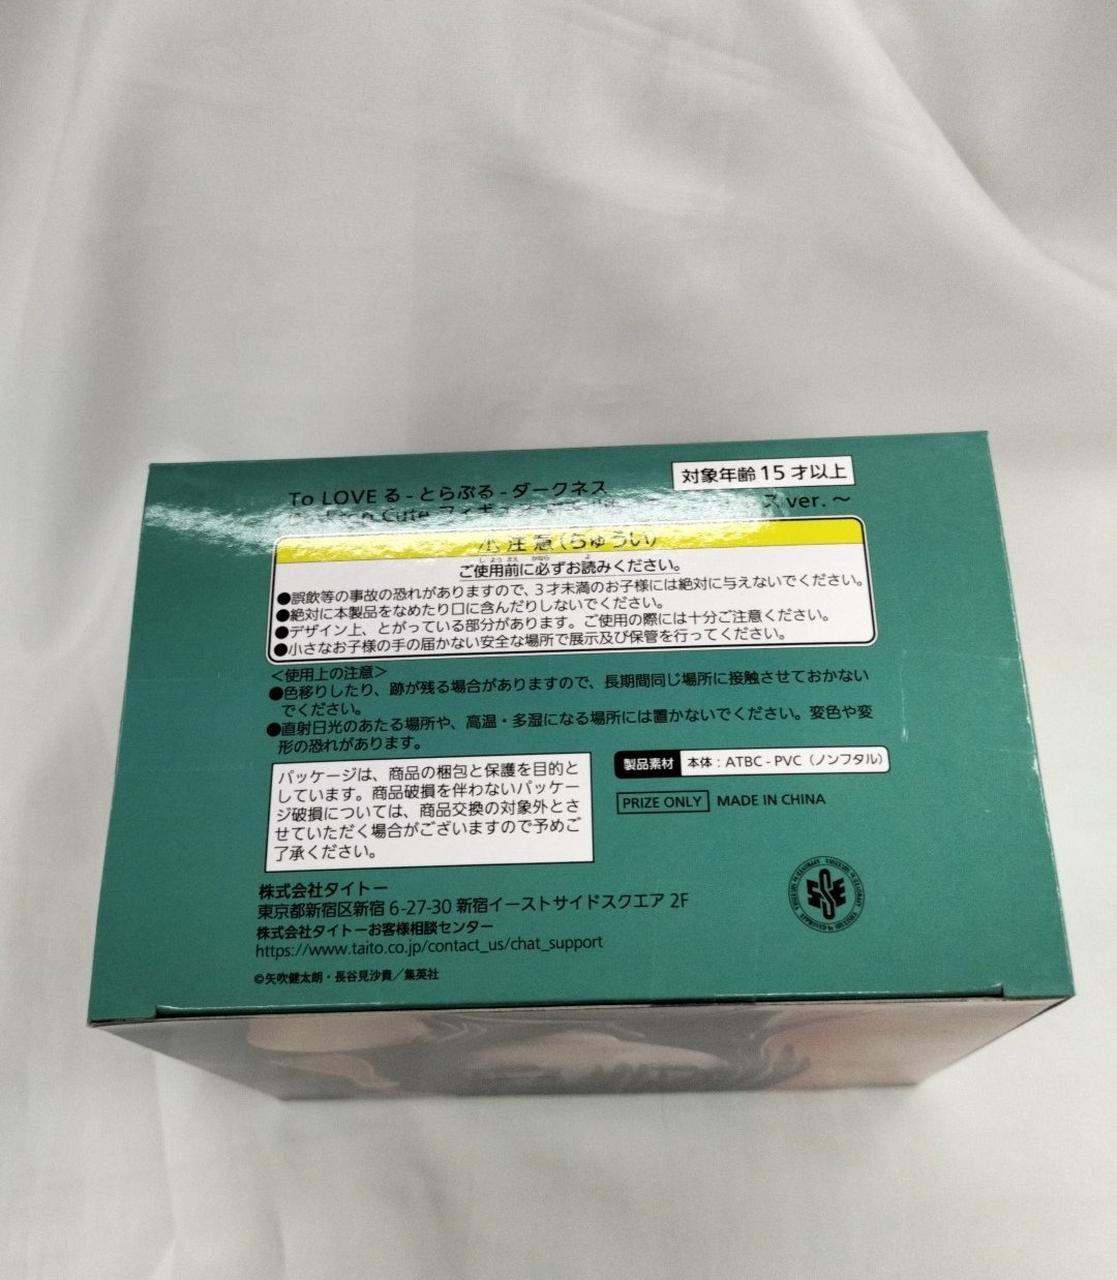 対象年齢 15 才以上
To LOVE る - とらぶる - ダークネス
Cute フィギュア ス ver. ～
注意(ちゅうい)
ご使用前に必ずお読みください。
●誤飲等の事故の恐れがありますので、3才未満のお子様には絶対に与えないでください。
●絶対に本製品をなめたり口に含んだりしないでください。
●デザイン上、とがっている部分があります。ご使用の際には十分ご注意ください。
●小さなお子様の手の届かない安全な場所で展示及び保管を行ってください。
＜使用上の注意＞
●色移りしたり、跡が残る場合がありますので、長期間同じ場所に接触させておかない
でください。
●直射日光のあたる場所や、高温・多湿になる場所には置かないでください。変色や変
形の恐れがあります。
パッケージは、商品の梱包と保護を目的と
しています。商品破損を伴わないパッケー
ジ破損については、商品交換の対象外とさ
せていただく場合がございますので予めご
了承ください。
製品素材 本体 : ATBC - PVC（ノンフタル）
PRIZE ONLY MADE IN CHINA
株式会社タイトー
東京都新宿区新宿 6-27-30 新宿イーストサイドスクエア 2F
株式会社タイトーお客様相談センター
https://www.taito.co.jp/contact_us/chat_support
©矢吹健太朗・長谷見沙貴／集英社